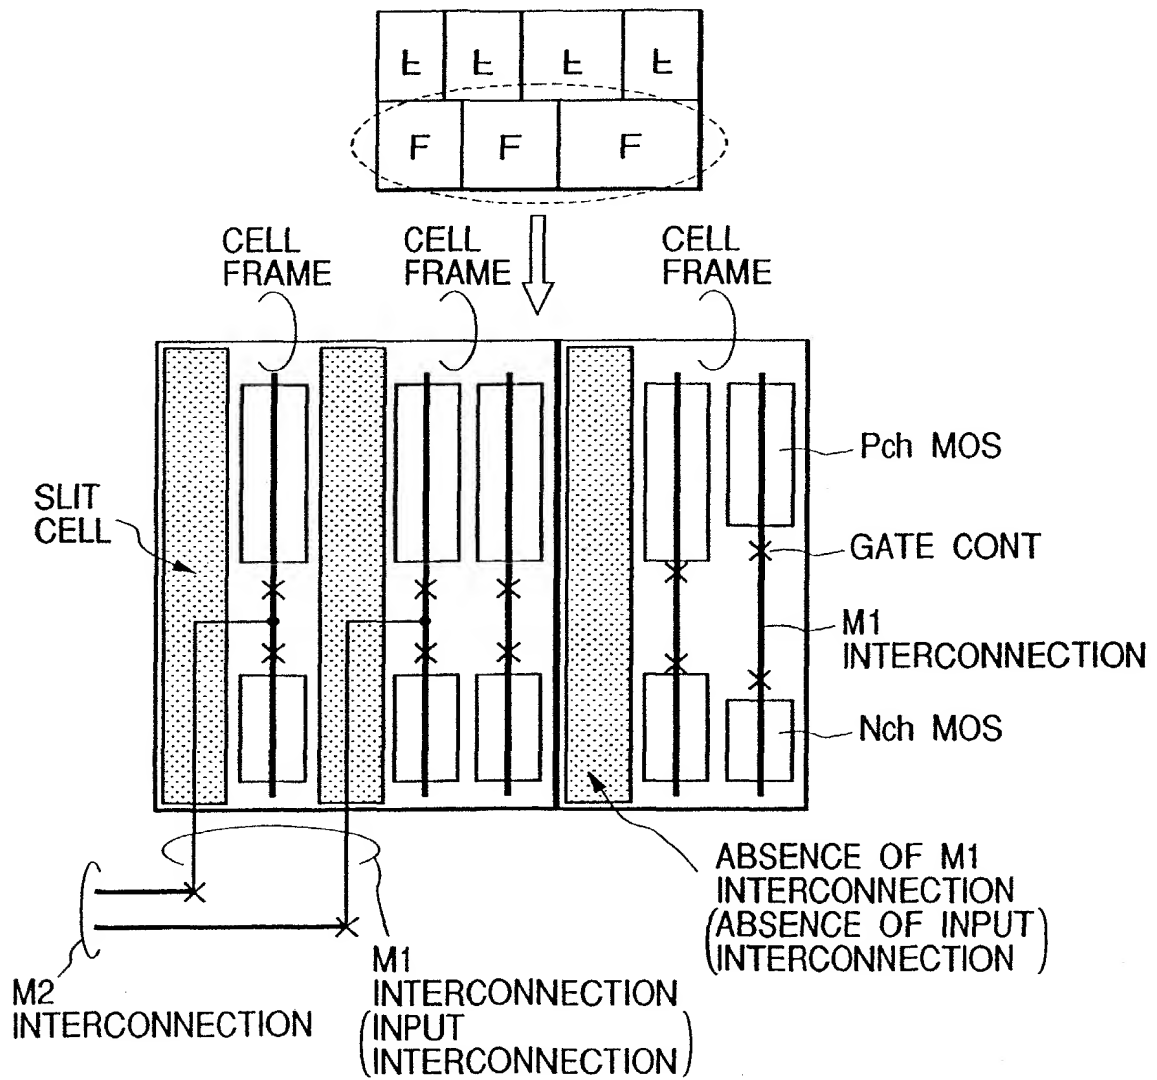 F F F F
F F F
CELL
FRAME
CELL
FRAME
CELL
FRAME
Pch MOS
SLIT
CELL
GATE CONT
M1
INTERCONNECTION
Nch MOS
ABSENCE OF M1
INTERCONNECTION
(ABSENCE OF INPUT
INTERCONNECTION)
M2
INTERCONNECTION
M1
INTERCONNECTION
(INPUT
INTERCONNECTION)